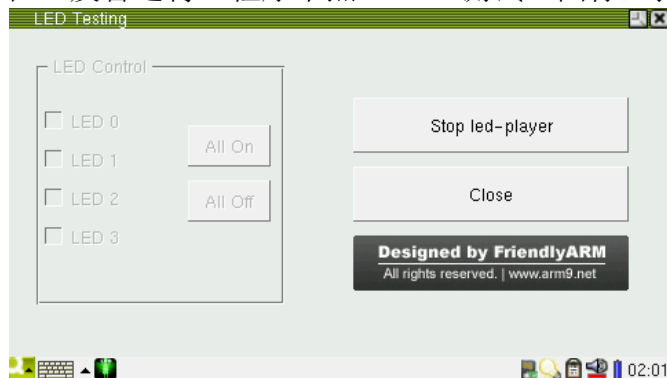 LED Testing
LED Control
LED 0
LED 1
LED 2
LED 3
All On
All Off
Stop led-player
Close
Designed by FriendlyARM
All rights reserved. | www.arm9.net
02:01